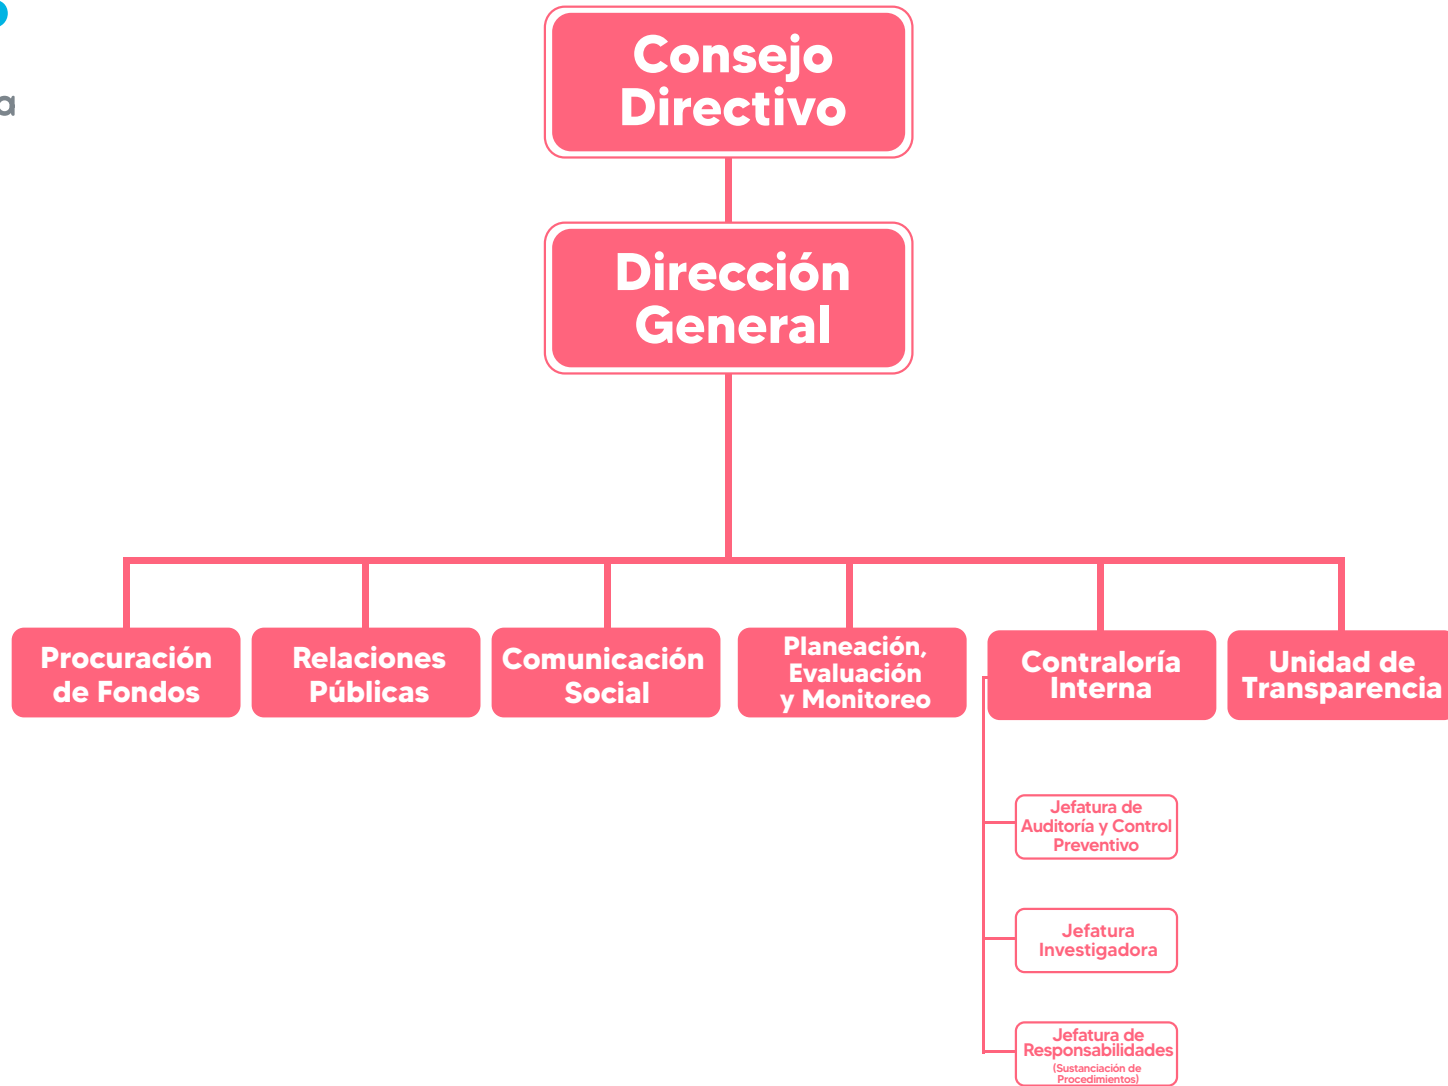 a
Consejo
Directivo
Dirección
General
Procuración
de Fondos
Relaciones
Públicas
Comunicación
Social
Planeación,
Evaluación
y Monitoreo
Contraloría
Interna
Unidad de
Transparencia
Jefatura de
Auditoría y Control
Preventivo
Jefatura
Investigadora
Jefatura de
Responsabilidades
(Sustanciación de
Procedimientos)